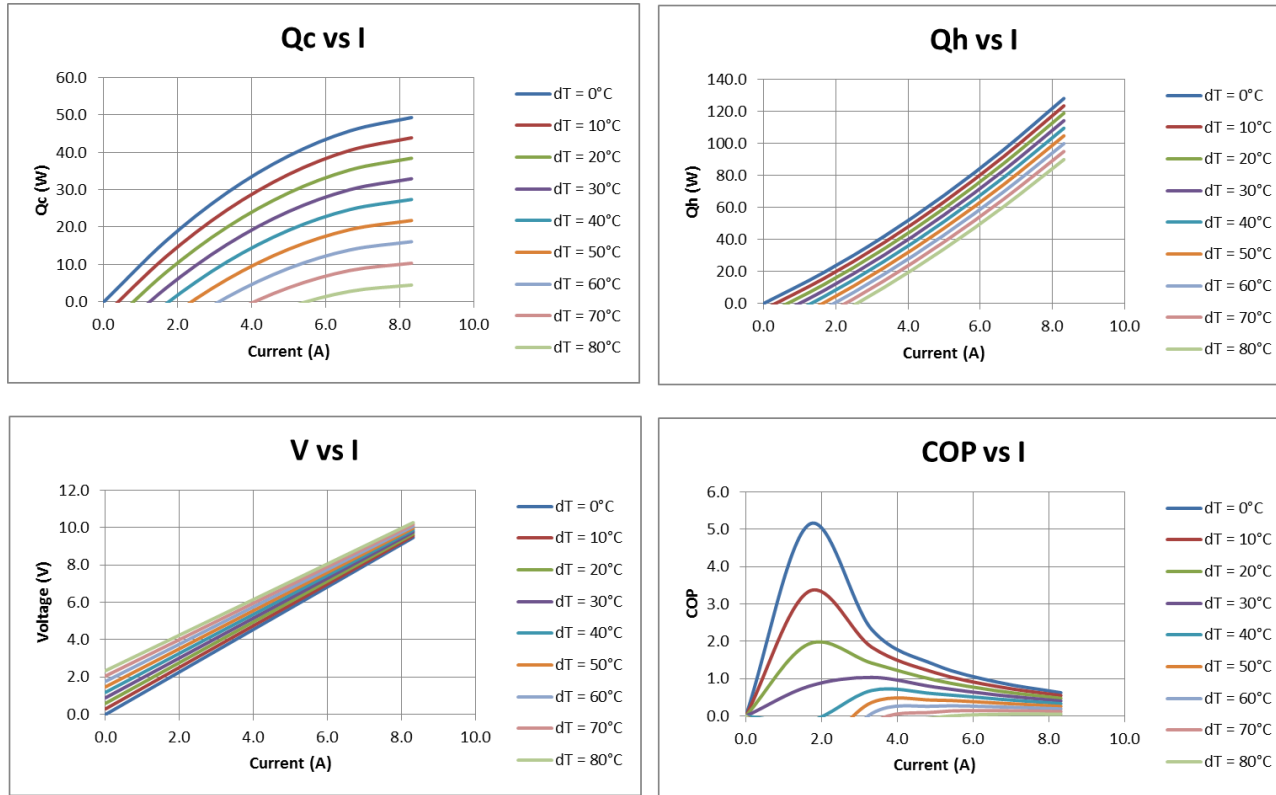 Qc vs I
60.0
50.0
40.0
30.0
20.0
10.0
0.0
Qc (W)
0.0 2.0 4.0 6.0 8.0 10.0
Current (A)
dT = 0°C
dT = 10°C
dT = 20°C
dT = 30°C
dT = 40°C
dT = 50°C
dT = 60°C
dT = 70°C
dT = 80°C
Qh vs I
140.0
120.0
100.0
80.0
60.0
40.0
20.0
0.0
Qh (W)
0.0 2.0 4.0 6.0 8.0 10.0
Current (A)
dT = 0°C
dT = 10°C
dT = 20°C
dT = 30°C
dT = 40°C
dT = 50°C
dT = 60°C
dT = 70°C
dT = 80°C
V vs I
12.0
10.0
8.0
6.0
4.0
2.0
0.0
Voltage (V)
0.0 2.0 4.0 6.0 8.0 10.0
Current (A)
dT = 0°C
dT = 10°C
dT = 20°C
dT = 30°C
dT = 40°C
dT = 50°C
dT = 60°C
dT = 70°C
dT = 80°C
COP vs I
6.0
5.0
4.0
3.0
2.0
1.0
0.0
COP
0.0 2.0 4.0 6.0 8.0 10.0
Current (A)
dT = 0°C
dT = 10°C
dT = 20°C
dT = 30°C
dT = 40°C
dT = 50°C
dT = 60°C
dT = 70°C
dT = 80°C